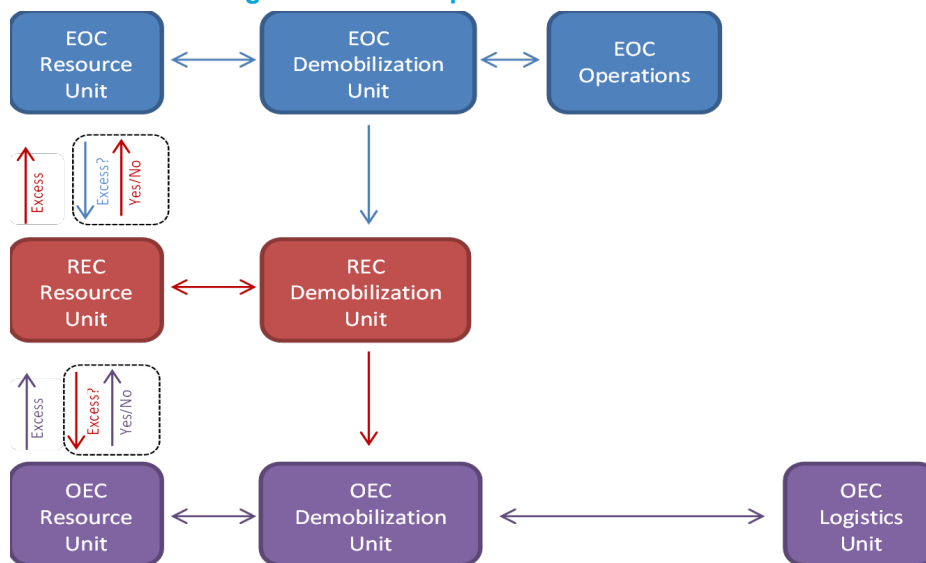 EOC
Resource
Unit
EOC
Demobilization
Unit
EOC
Operations
Excess
Excess?
Yes/No
REC
Resource
Unit
REC
Demobilization
Unit
Excess
Excess?
Yes/No
OEC
Resource
Unit
OEC
Demobilization
Unit
OEC
Logistics
Unit